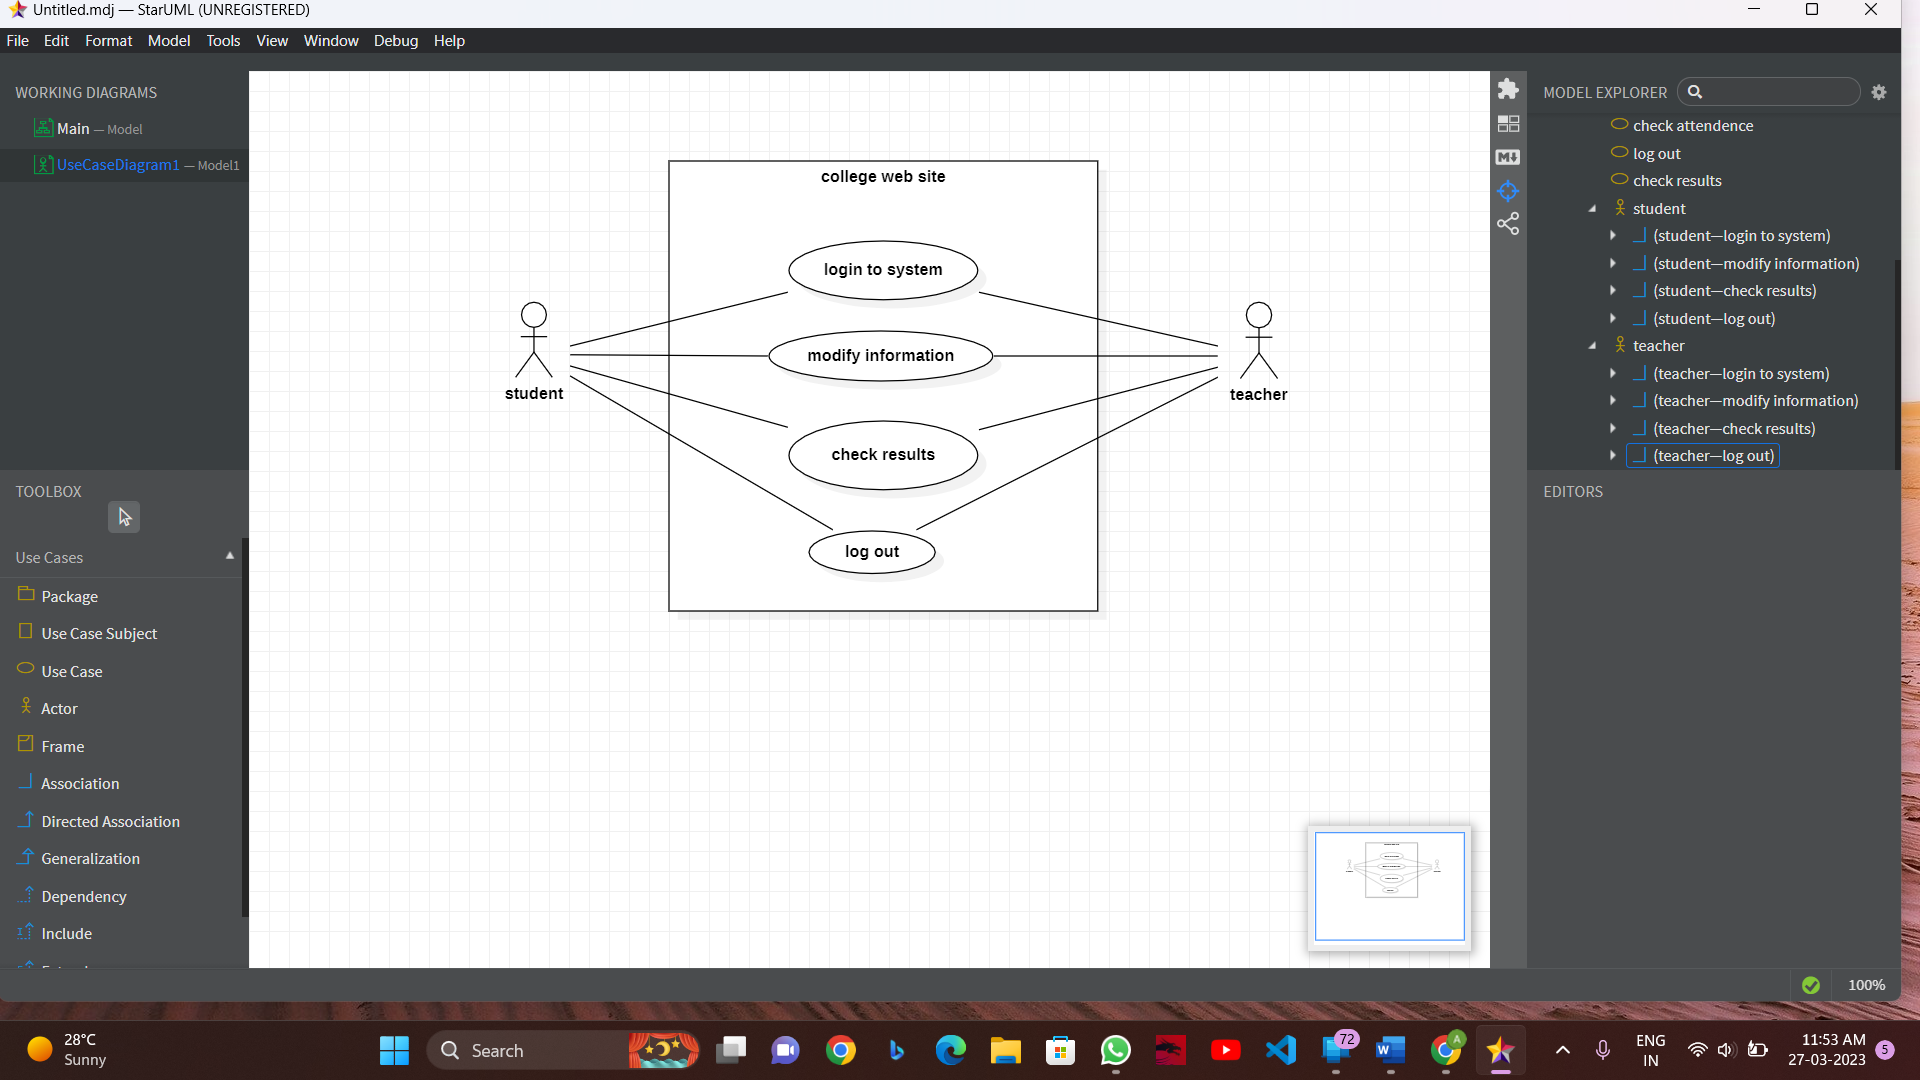 Untitled.mdj — StarUML (UNREGISTERED)
File Edit Format Model Tools View Window Debug Help
WORKING DIAGRAMS
Main — Model
UseCaseDiagram1 — Model1
TOOLBOX
Use Cases
Package
Use Case Subject
Use Case
Actor
Frame
Association
Directed Association
Generalization
Dependency
Include
college web site
login to system
modify information
check results
log out
student
teacher
MODEL EXPLORER
check attendence
log out
check results
student
(student—login to system)
(student—modify information)
(student—check results)
(student—log out)
teacher
(teacher—login to system)
(teacher—modify information)
(teacher—check results)
(teacher—log out)
EDITORS
100%
28°C
Sunny
Search
72
A
ENG
IN
11:53 AM
27-03-2023
5